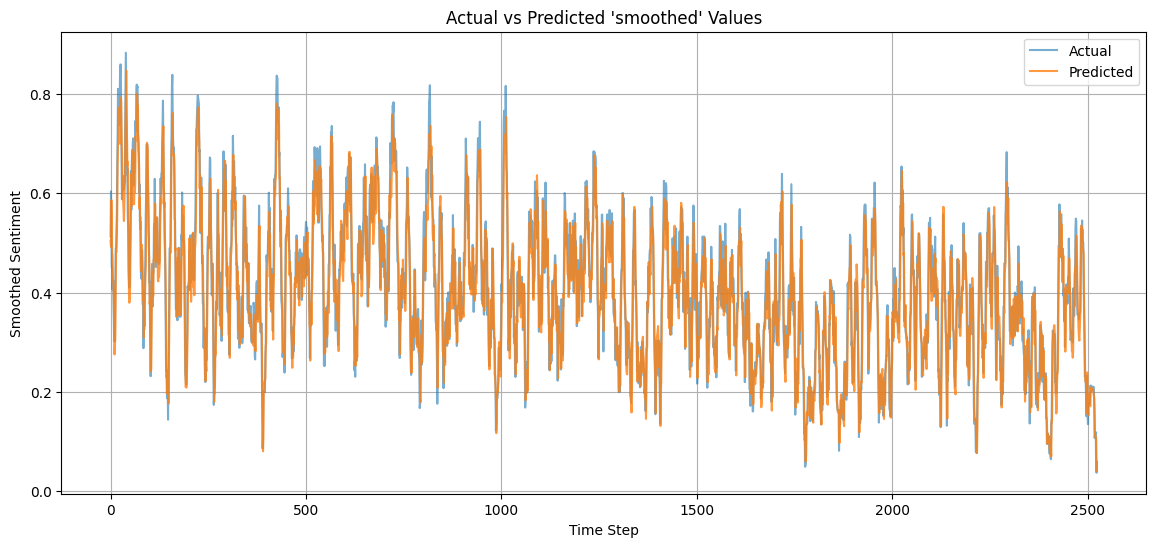 Actual vs Predicted 'smoothed' Values
Actual
Predicted
Smoothed Sentiment
0.8
0.6
0.4
0.2
0.0
0 500 1000 1500 2000 2500
Time Step